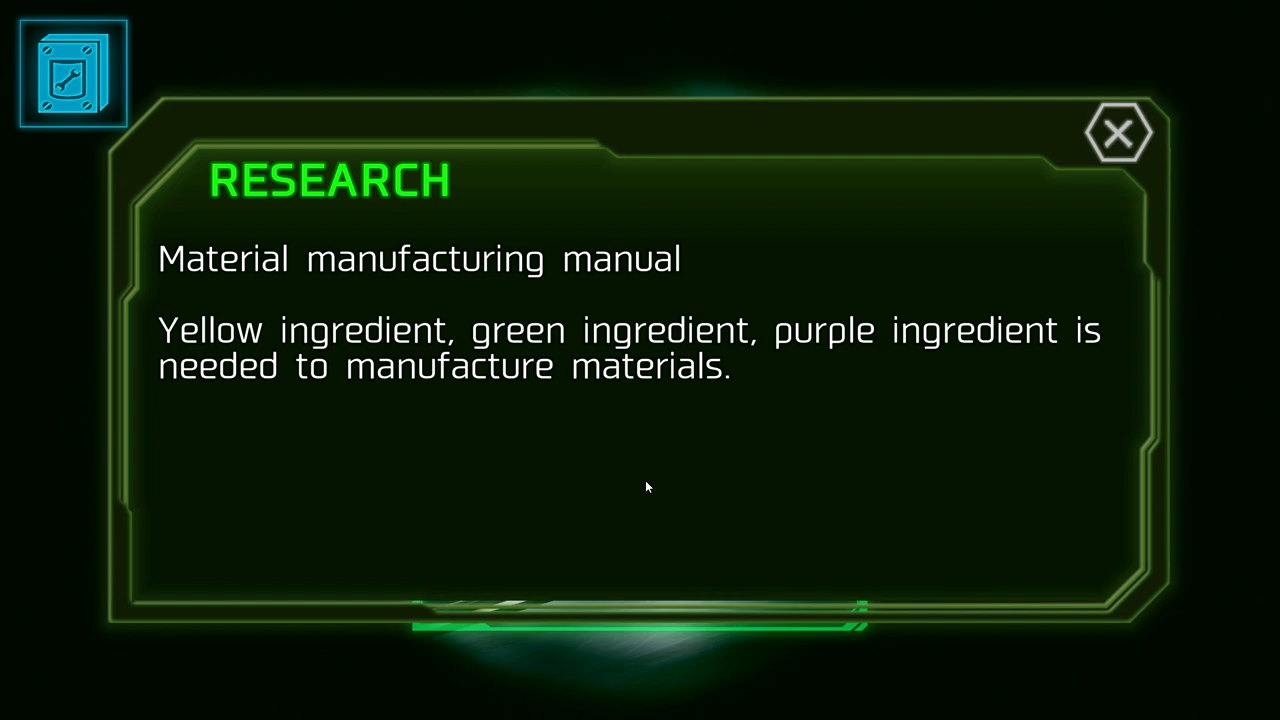 RESEARCH
Material manufacturing manual
Yellow ingredient, green ingredient, purple ingredient is
needed to manufacture materials.